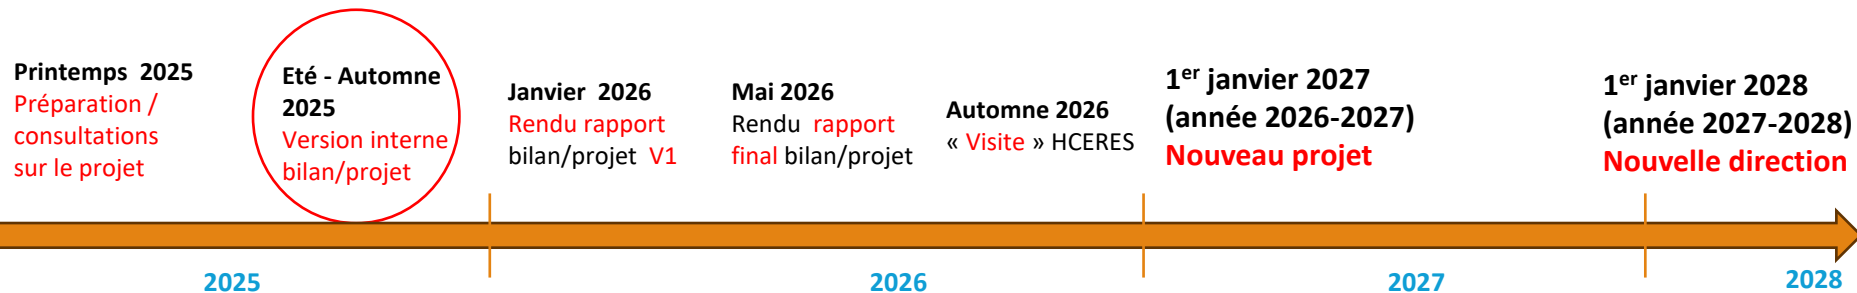 Printemps 2025
Préparation /
consultations
sur le projet
Eté - Automne
2025
Version interne
bilan/projet
Janvier 2026
Rendu rapport
bilan/projet V1
Mai 2026
Rendu rapport
final bilan/projet
Automne 2026
« Visite » HCERES
1er janvier 2027
(année 2026-2027)
Nouveau projet
1er janvier 2028
(année 2027-2028)
Nouvelle direction
2025
2026
2027
2028